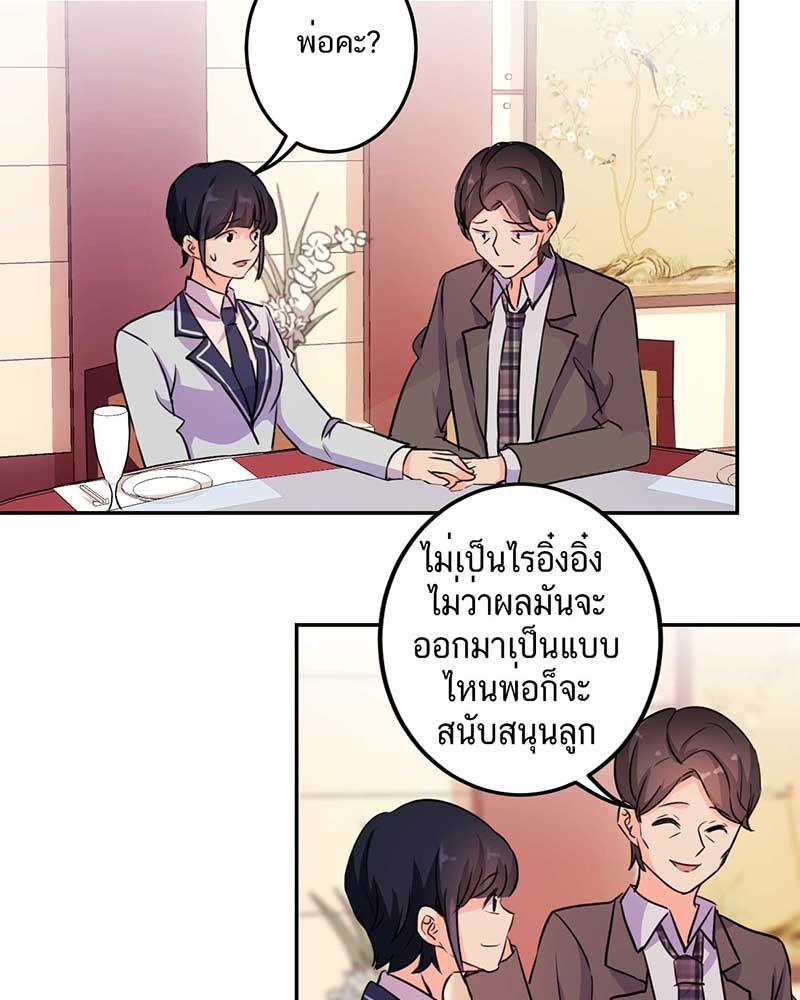 พ่อคะ?
ไม่เป็นไรอิ๋งอิ๋ง
ไม่ว่าผลมันจะ
ออกมาเป็นแบบ
ไหนพ่อก็จะ
สนับสนุนลูก